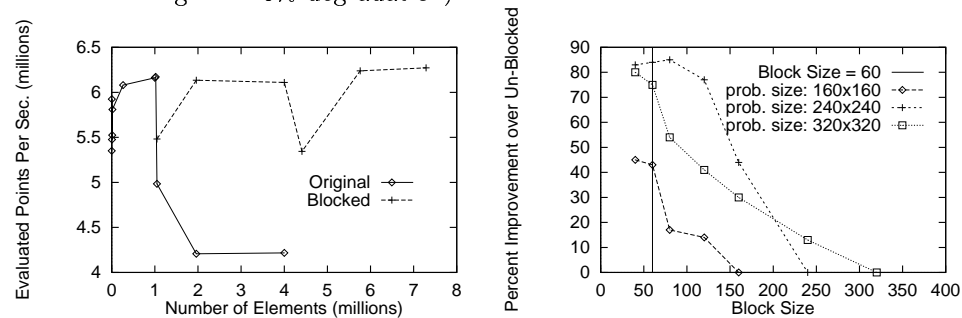 Evaluated Points Per Sec. (millions)
6.5
6
5.5
5
4.5
4
0 1 2 3 4 5 6 7 8
Number of Elements (millions)
Original
Blocked
Percent Improvement over Un-Blocked
90
80
70
60
50
40
30
20
10
0
0 50 100 150 200 250 300 350 400
Block Size
Block Size = 60
prob. size: 160x160
prob. size: 240x240
prob. size: 320x320